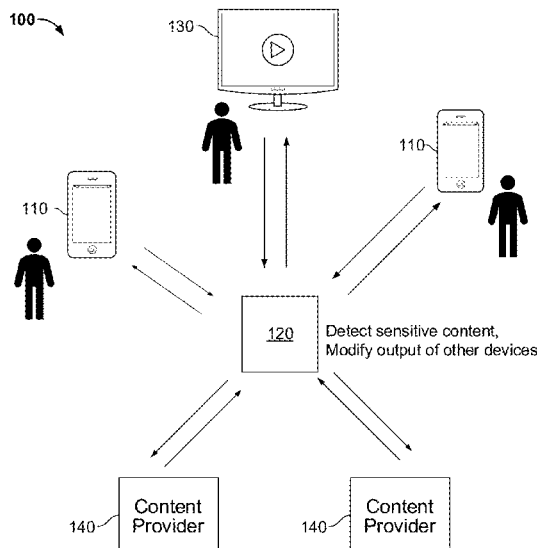 100
130
110
110
120
Detect sensitive content,
Modify output of other devices
Content
Provider
140
Content
Provider
140